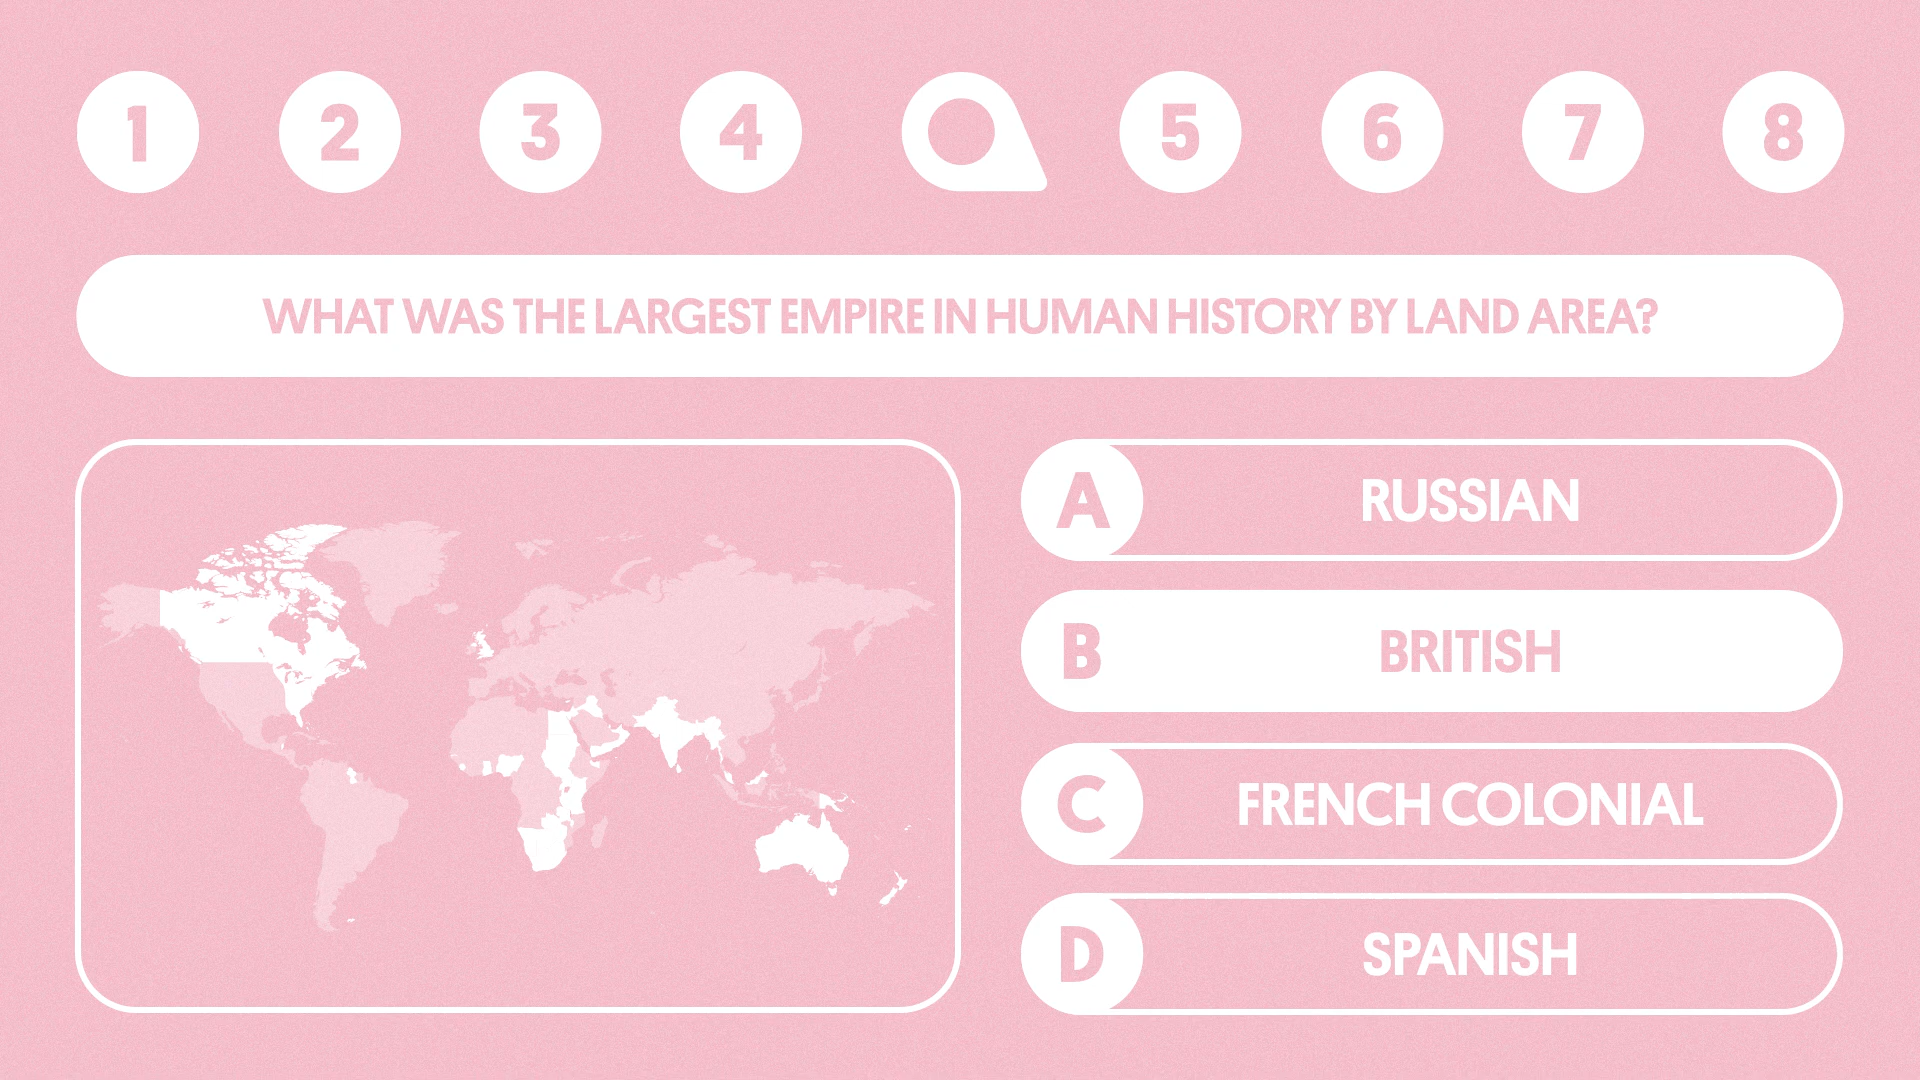 1 2 3 4 5 6 7 8
WHAT WAS THE LARGEST EMPIRE IN HUMAN HISTORY BY LAND AREA?
A RUSSIAN
B BRITISH
C FRENCH COLONIAL
D SPANISH